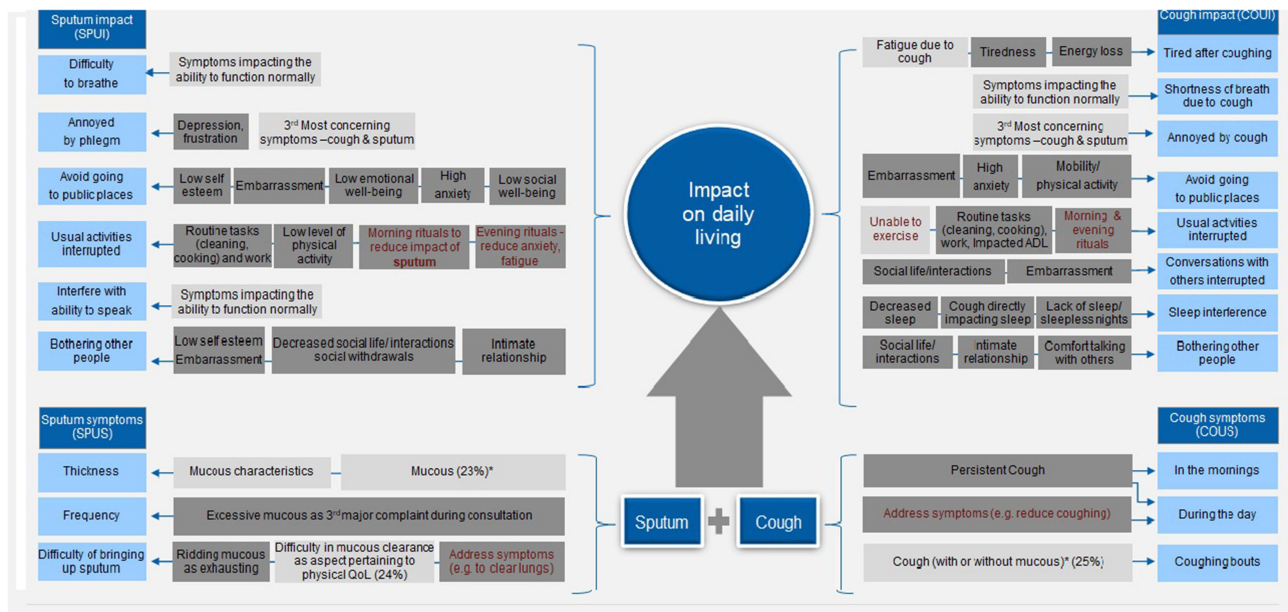 Sputum impact
(SPUI)
Difficulty
to breathe
Symptoms impacting the
ability to function normally
Annoyed
by phlegm
Depression,
frustration
3rd Most concerning
symptoms –cough & sputum
Avoid going
to public places
Low self
esteem
Embarrassment
Low emotional
well-being
High
anxiety
Low social
well-being
Usual activities
interrupted
Routine tasks
(cleaning,
cooking) and work
Low level of
physical
activity
Morning rituals to
reduce impact of
sputum
Evening rituals -
reduce anxiety,
fatigue
Interfere with
ability to speak
Symptoms impacting the
ability to function normally
Bothering other
people
Low self esteem
Embarrassment
Decreased social life/ interactions
social withdrawals
Intimate
relationship
Sputum symptoms
(SPUS)
Thickness
Mucous characteristics
Mucous (23%)*
Frequency
Excessive mucous as 3rd major complaint during consultation
Difficulty of bringing
up sputum
Ridding mucous
as exhausting
Difficulty in mucous clearance
as aspect pertaining to
physical QoL (24%)
Address symptoms
(e.g. to clear lungs)
Impact
on daily
living
Sputum
+
Cough
Cough impact (COUI)
Fatigue due to
cough
Tiredness
Energy loss
Tired after coughing
Symptoms impacting the
ability to function normally
Shortness of breath
due to cough
3rd Most concerning
symptoms –cough & sputum
Annoyed by cough
Embarrassment
High
anxiety
Mobility/
physical activity
Avoid going
to public places
Unable to
exercise
Routine tasks
(cleaning, cooking),
work, Impacted ADL
Morning &
evening
rituals
Usual activities
interrupted
Social life/interactions
Embarrassment
Conversations with
others interrupted
Decreased
sleep
Cough directly
impacting sleep
Lack of sleep/
sleepless nights
Sleep interference
Social life/
interactions
Intimate
relationship
Comfort talking
with others
Bothering other
people
Cough symptoms
(COUS)
Persistent Cough
In the mornings
Address symptoms (e.g. reduce coughing)
During the day
Cough (with or without mucous)* (25%)
Coughing bouts